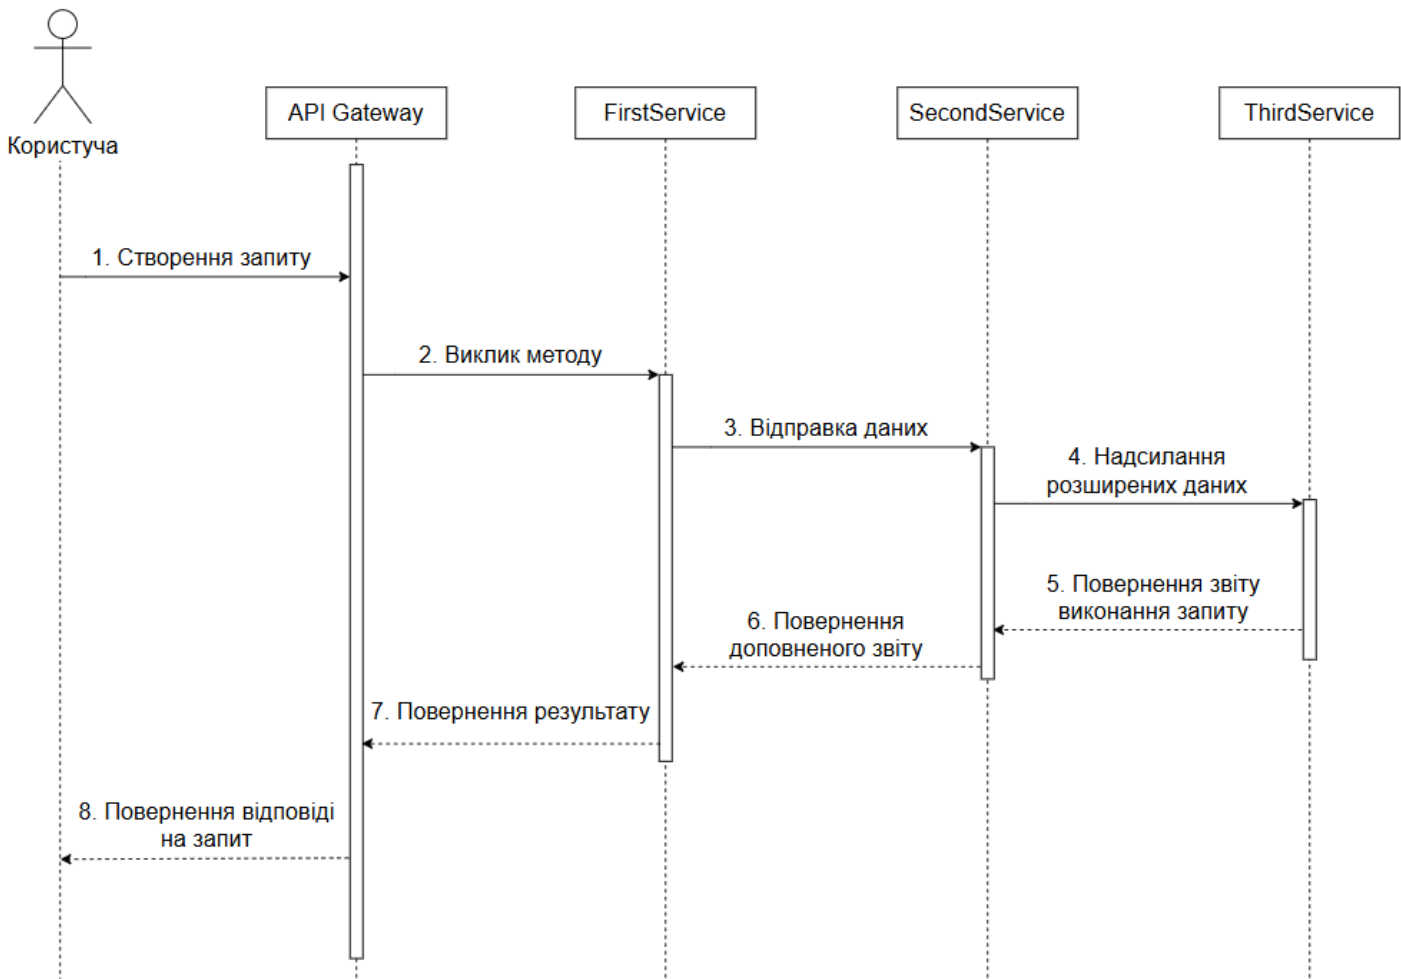 API Gateway
FirstService
SecondService
ThirdService
Користуча
1. Створення запиту
2. Виклик методу
3. Відправка даних
4. Надсилання
розширених даних
5. Повернення звіту
виконання запиту
6. Повернення
доповненого звіту
7. Повернення результату
8. Повернення відповіді
на запит